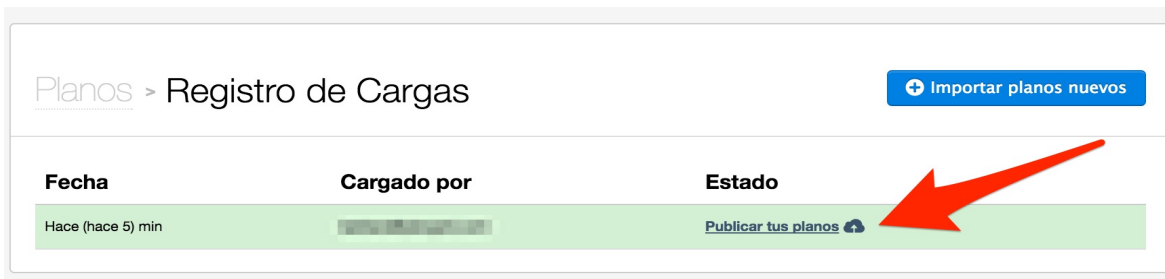 Planos > Registro de Cargas
Importar planos nuevos
Fecha Cargado por Estado
Hace (hace 5) min Publicar tus planos